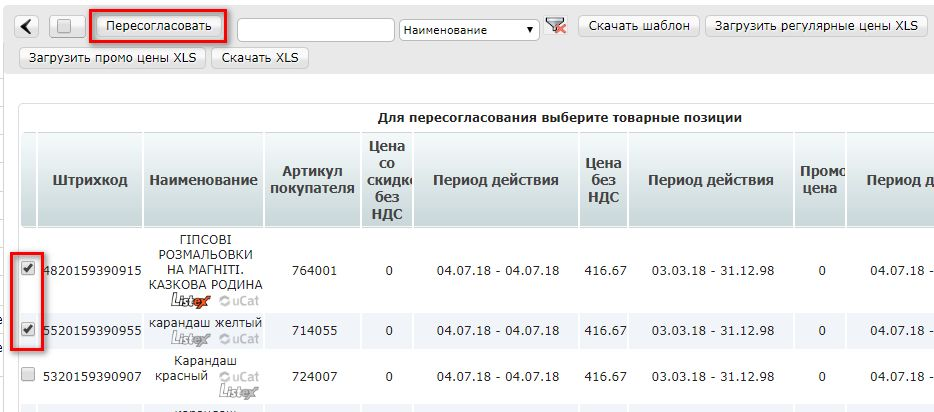 Пересогласовать
Наименование
Скачать шаблон
Загрузить регулярные цены XLS
Загрузить промо цены XLS
Скачать XLS
Для пересогласования выберите товарные позиции
Штрихкод
Наименование
Артикул
покупателя
Цена
со
скидко
без
НДС
Период действия
Цена
без
НДС
Период действия
Промо
цена
Период д
4820159390915
ГІПСОВІ
РОЗМАЛЬОВКИ
НА МАГНІТІ.
КАЗКОВА РОДИНА
Listex uCat
764001
0
04.07.18 - 04.07.18
416.67
03.03.18 - 31.12.98
0
04.07.18 - 0
5520159390955
карандаш желтый
Listex uCat
714055
0
04.07.18 - 04.07.18
416.67
03.03.18 - 31.12.98
0
04.07.18 - 0
5320159390907
Карандаш
красный uCat
Listex
724007
0
04.07.18 - 04.07.18
416.67
03.03.18 - 31.12.98
0
04.07.18 - 0